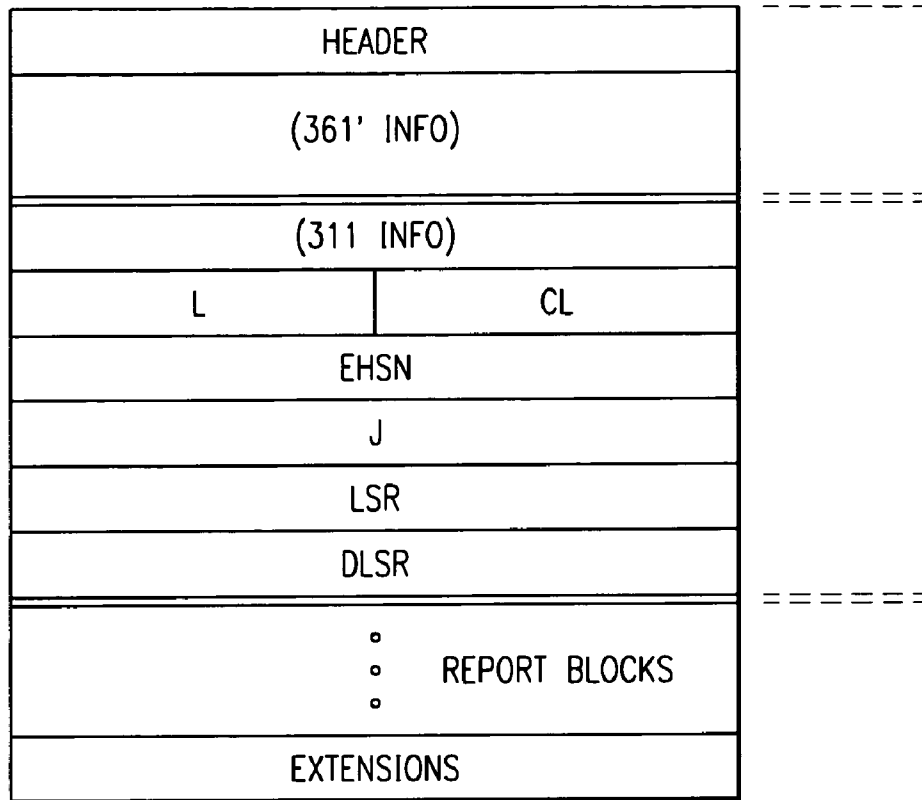 HEADER
(361' INFO)
(311 INFO)
L CL
EHSN
J
LSR
DLSR
REPORT BLOCKS
EXTENSIONS